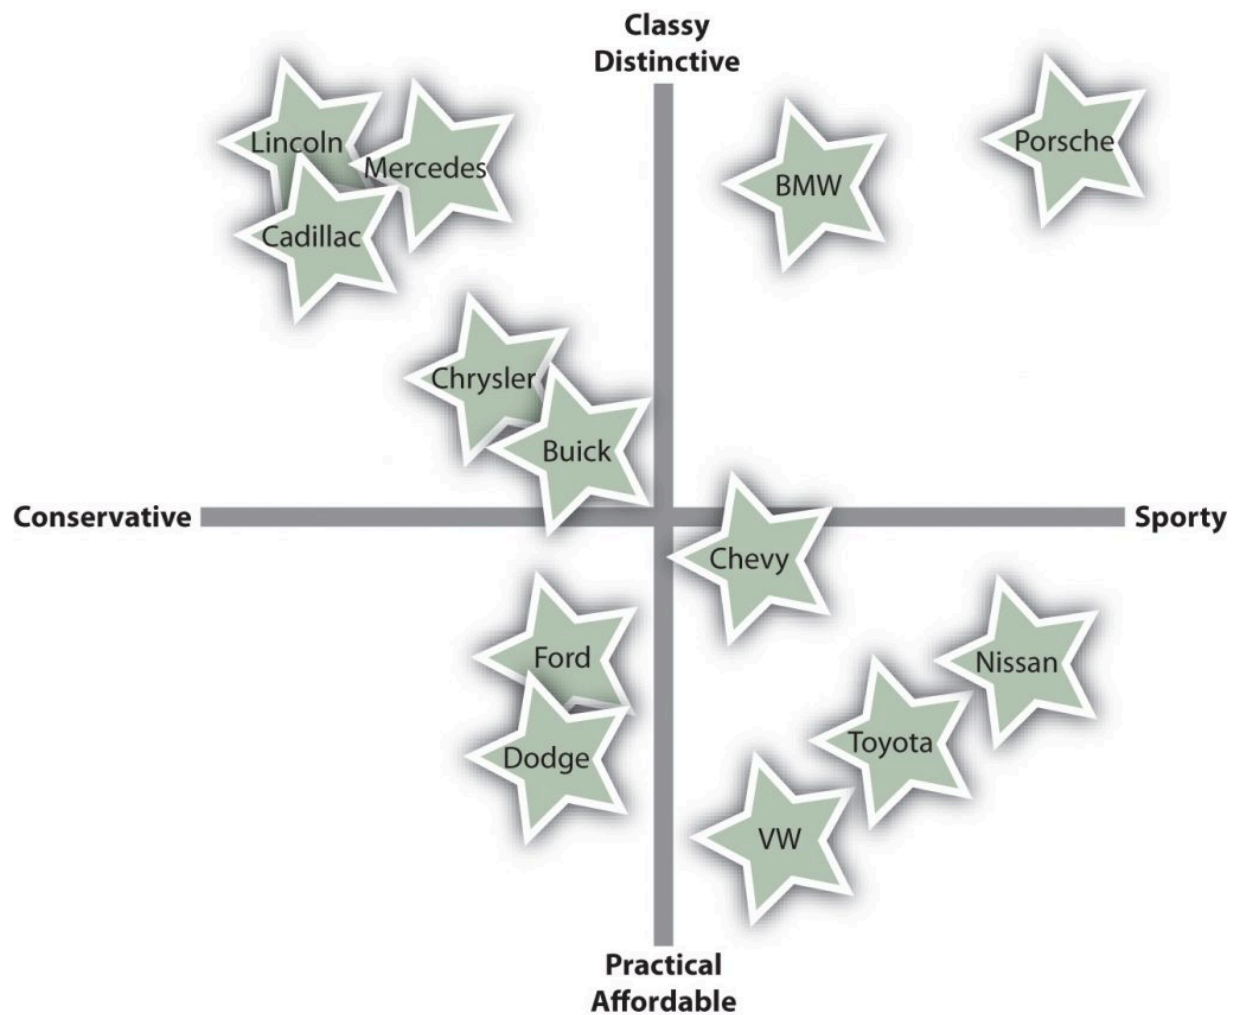 Classy
Distinctive
Lincoln
Mercedes
Cadillac
BMW
Porsche
Chrysler
Buick
Conservative
Sporty
Chevy
Ford
Nissan
Dodge
Toyota
VW
Practical
Affordable